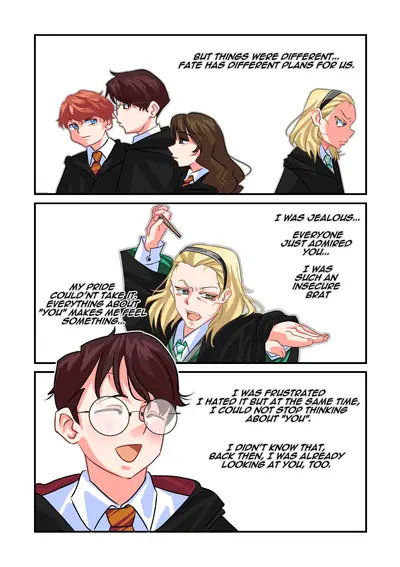 BUT THINGS WERE DIFFERENT...
FATE HAS DIFFERENT PLANS FOR US.
I WAS JEALOUS...
EVERYONE
JUST ADMIRED
YOU...
I WAS
SUCH AN
INSECURE
BRAT
MY PRIDE
COULD'NT TAKE IT.
EVERYTHING ABOUT
"YOU" MAKES ME FEEL
SOMETHING...
I WAS FRUSTRATED
I HATED IT BUT AT THE SAME TIME,
I COULD NOT STOP THINKING
ABOUT "YOU".
I DIDN'T KNOW THAT,
BACK THEN, I WAS ALREADY
LOOKING AT YOU, TOO.